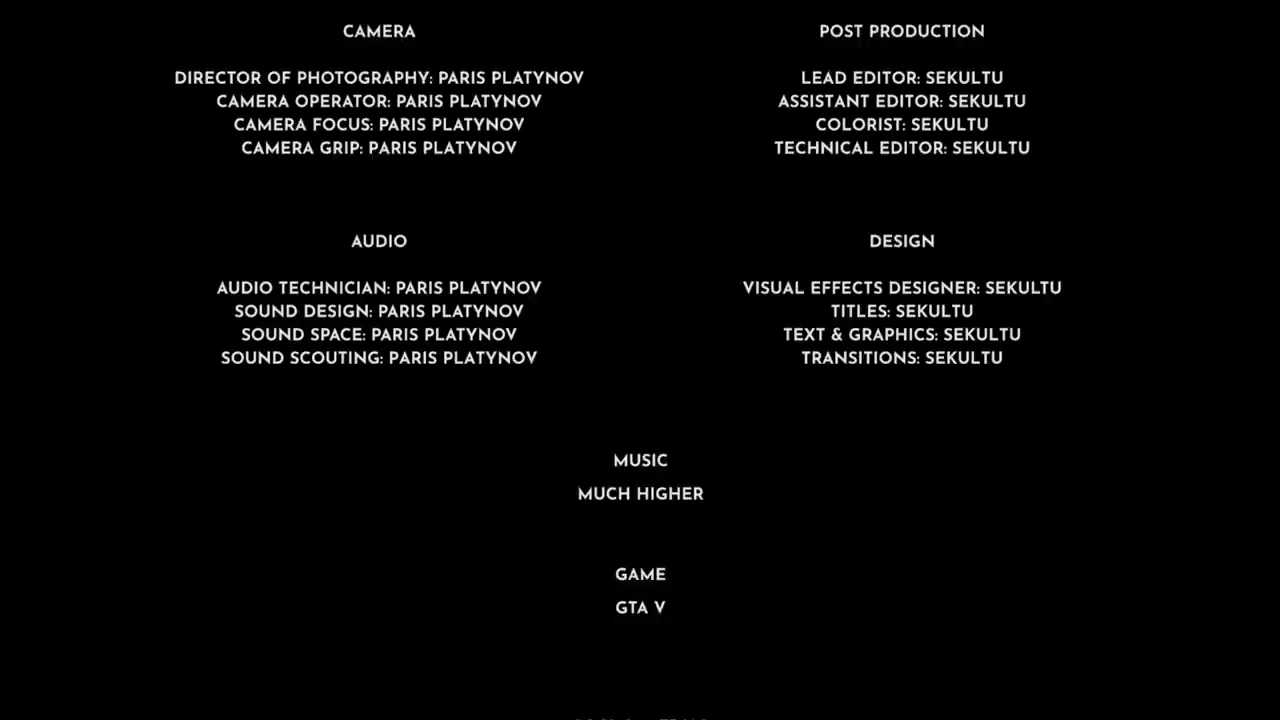 CAMERA
DIRECTOR OF PHOTOGRAPHY: PARIS PLATYNOV
CAMERA OPERATOR: PARIS PLATYNOV
CAMERA FOCUS: PARIS PLATYNOV
CAMERA GRIP: PARIS PLATYNOV
POST PRODUCTION
LEAD EDITOR: SEKULTU
ASSISTANT EDITOR: SEKULTU
COLORIST: SEKULTU
TECHNICAL EDITOR: SEKULTU
AUDIO
AUDIO TECHNICIAN: PARIS PLATYNOV
SOUND DESIGN: PARIS PLATYNOV
SOUND SPACE: PARIS PLATYNOV
SOUND SCOUTING: PARIS PLATYNOV
DESIGN
VISUAL EFFECTS DESIGNER: SEKULTU
TITLES: SEKULTU
TEXT & GRAPHICS: SEKULTU
TRANSITIONS: SEKULTU
MUSIC
MUCH HIGHER
GAME
GTA V